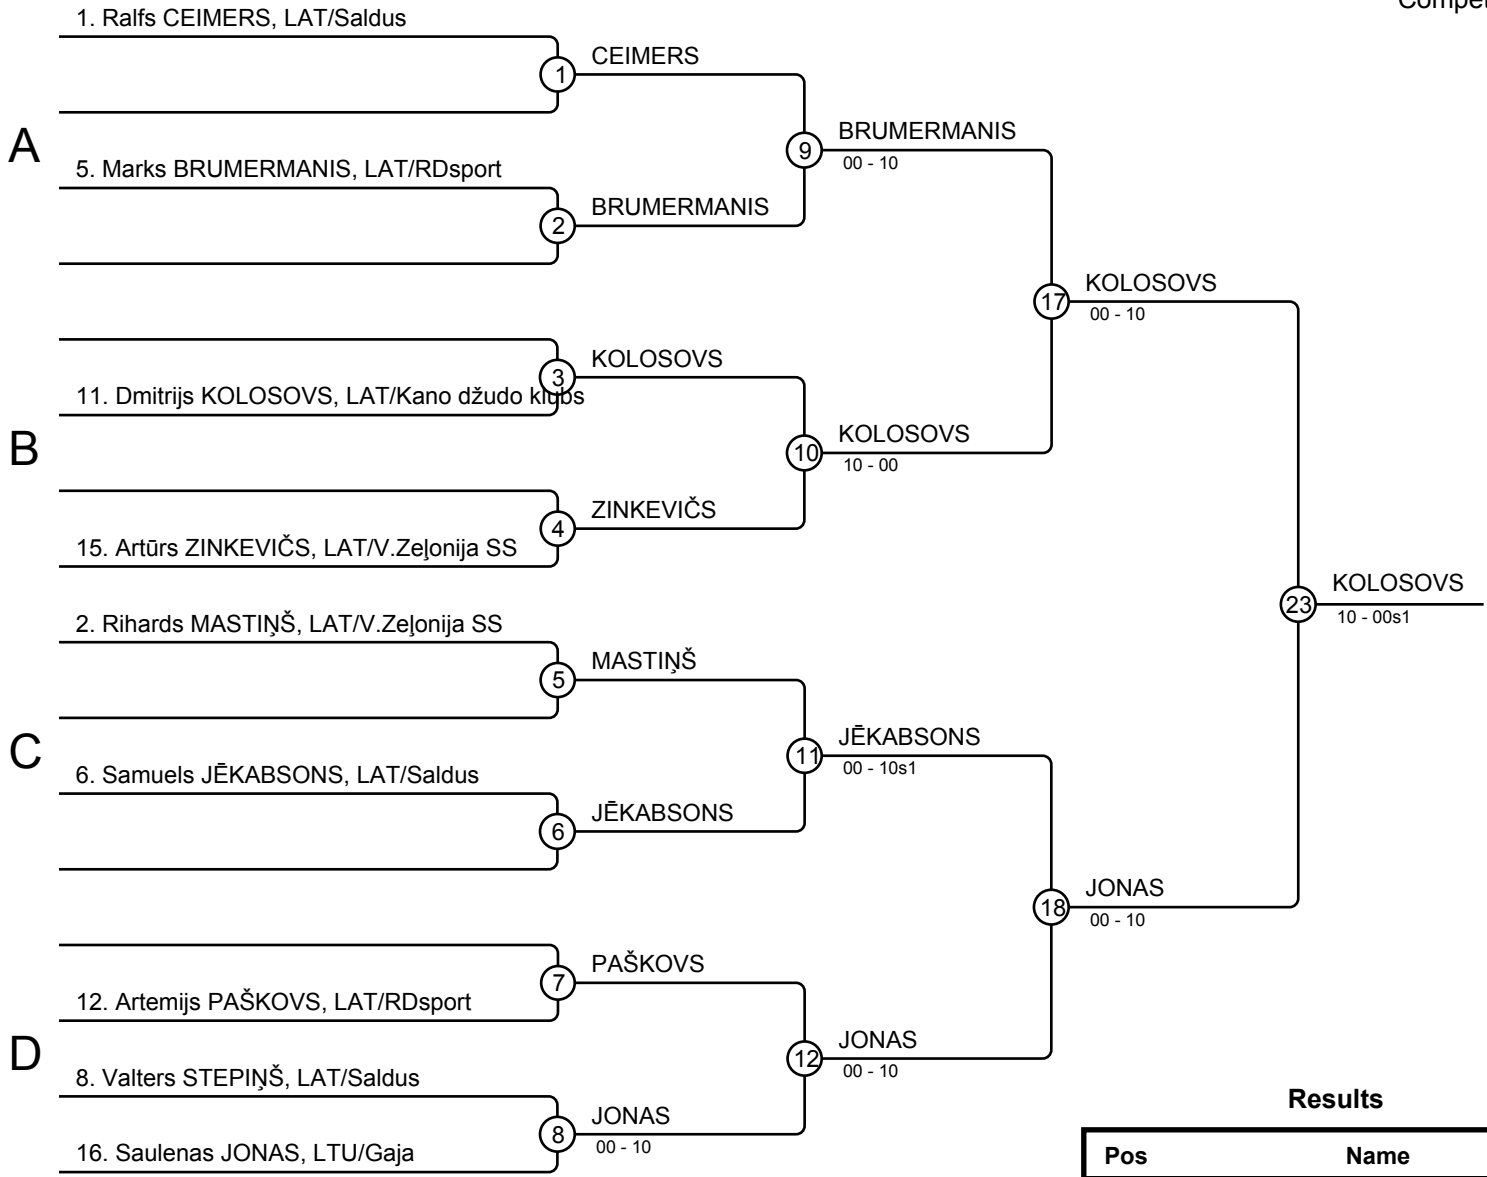 Compet
1. Ralfs CEIMERS, LAT/Saldus
1
CEIMERS
A
9
BRUMERMANIS
00 - 10
5. Marks BRUMERMANIS, LAT/RDsport
2
BRUMERMANIS
17
KOLOSOVS
00 - 10
3
KOLOSOVS
11. Dmitrijs KOLOSOVS, LAT/Kano džudo klubs
B
10
KOLOSOVS
10 - 00
4
ZINKEVIČS
15. Artūrs ZINKEVIČS, LAT/V.Zeļonija SS
23
KOLOSOVS
10 - 00s1
2. Rihards MASTIŅŠ, LAT/V.Zeļonija SS
5
MASTIŅŠ
C
11
JĒKABSONS
00 - 10s1
6. Samuels JĒKABSONS, LAT/Saldus
6
JĒKABSONS
18
JONAS
00 - 10
7
PAŠKOVS
12. Artemijs PAŠKOVS, LAT/RDsport
D
12
JONAS
00 - 10
8. Valters STEPIŅŠ, LAT/Saldus
8
JONAS
00 - 10
16. Saulenas JONAS, LTU/Gaja
Results
Pos Name